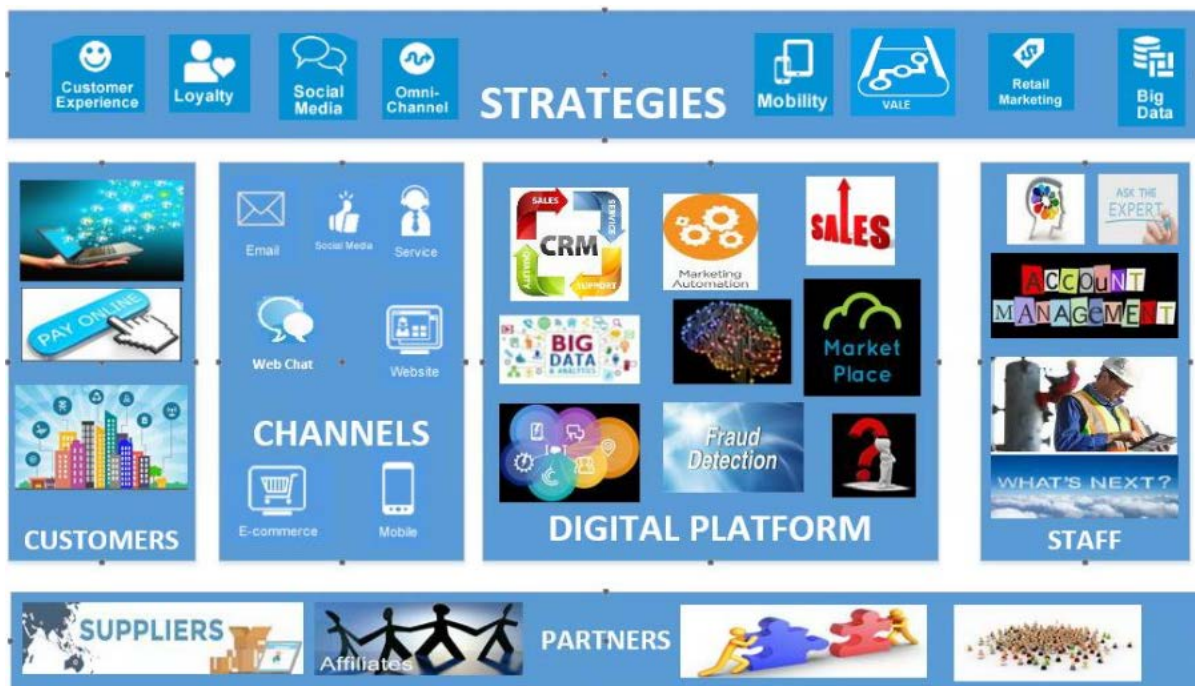 Customer
Experience
Loyalty
Social
Media
Omni-
Channel
STRATEGIES
Mobility
VALE
Retail
Marketing
Big
Data
PAY ONLINE
CUSTOMERS
Email
Social Media
Service
Web Chat
Website
CHANNELS
E-commerce
Mobile
SALES
SERVICE
CRM
QUALITY
SUPPORT
Marketing
Automation
SALES
BIG
DATA
& ANALYTICS
Market
Place
Fraud
Detection
?
DIGITAL PLATFORM
ASK THE
EXPERT
ACCOuNT
MANAGeMENT
WHAT'S NEXT?
STAFF
SUPPLIERS
Affiliates
PARTNERS